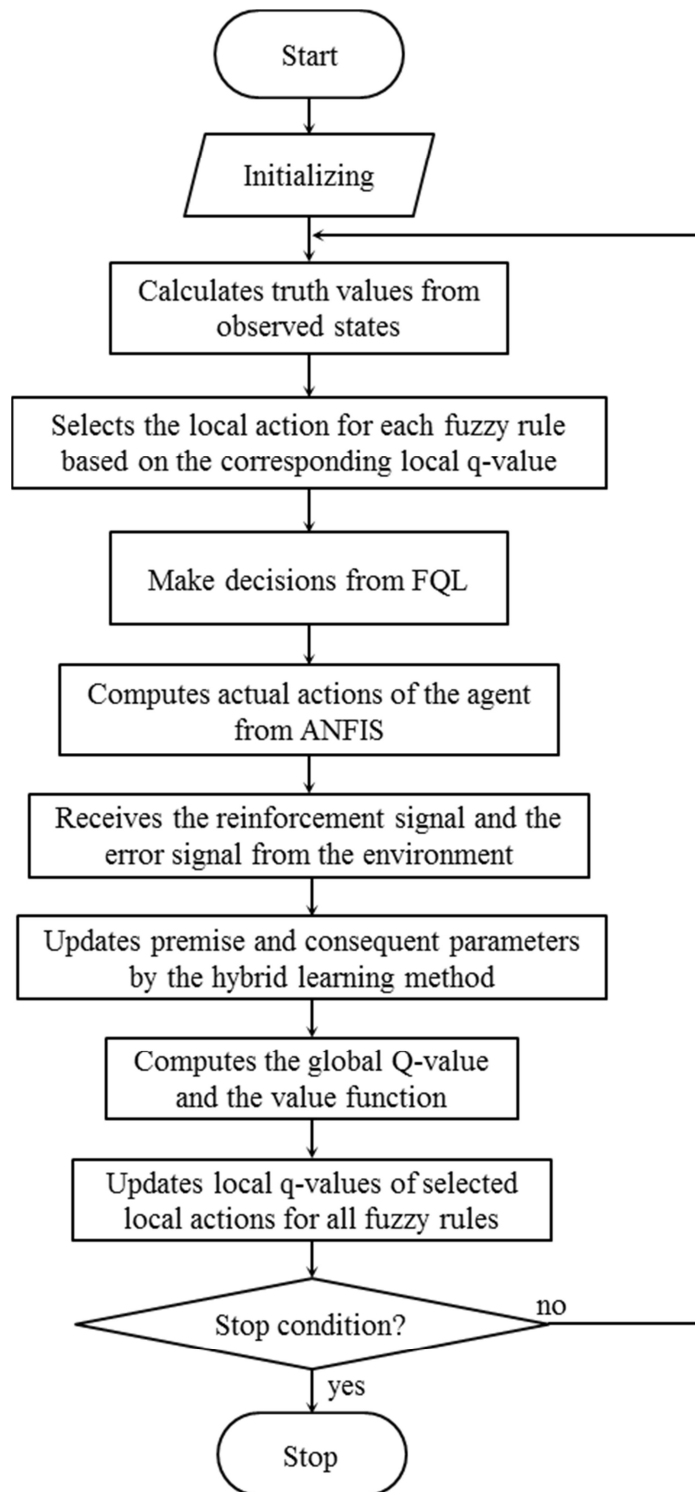 Start
Initializing
Calculates truth values from
observed states
Selects the local action for each fuzzy rule
based on the corresponding local q-value
Make decisions from FQL
Computes actual actions of the agent
from ANFIS
Receives the reinforcement signal and the
error signal from the environment
Updates premise and consequent parameters
by the hybrid learning method
Computes the global Q-value
and the value function
Updates local q-values of selected
local actions for all fuzzy rules
no
Stop condition?
yes
Stop